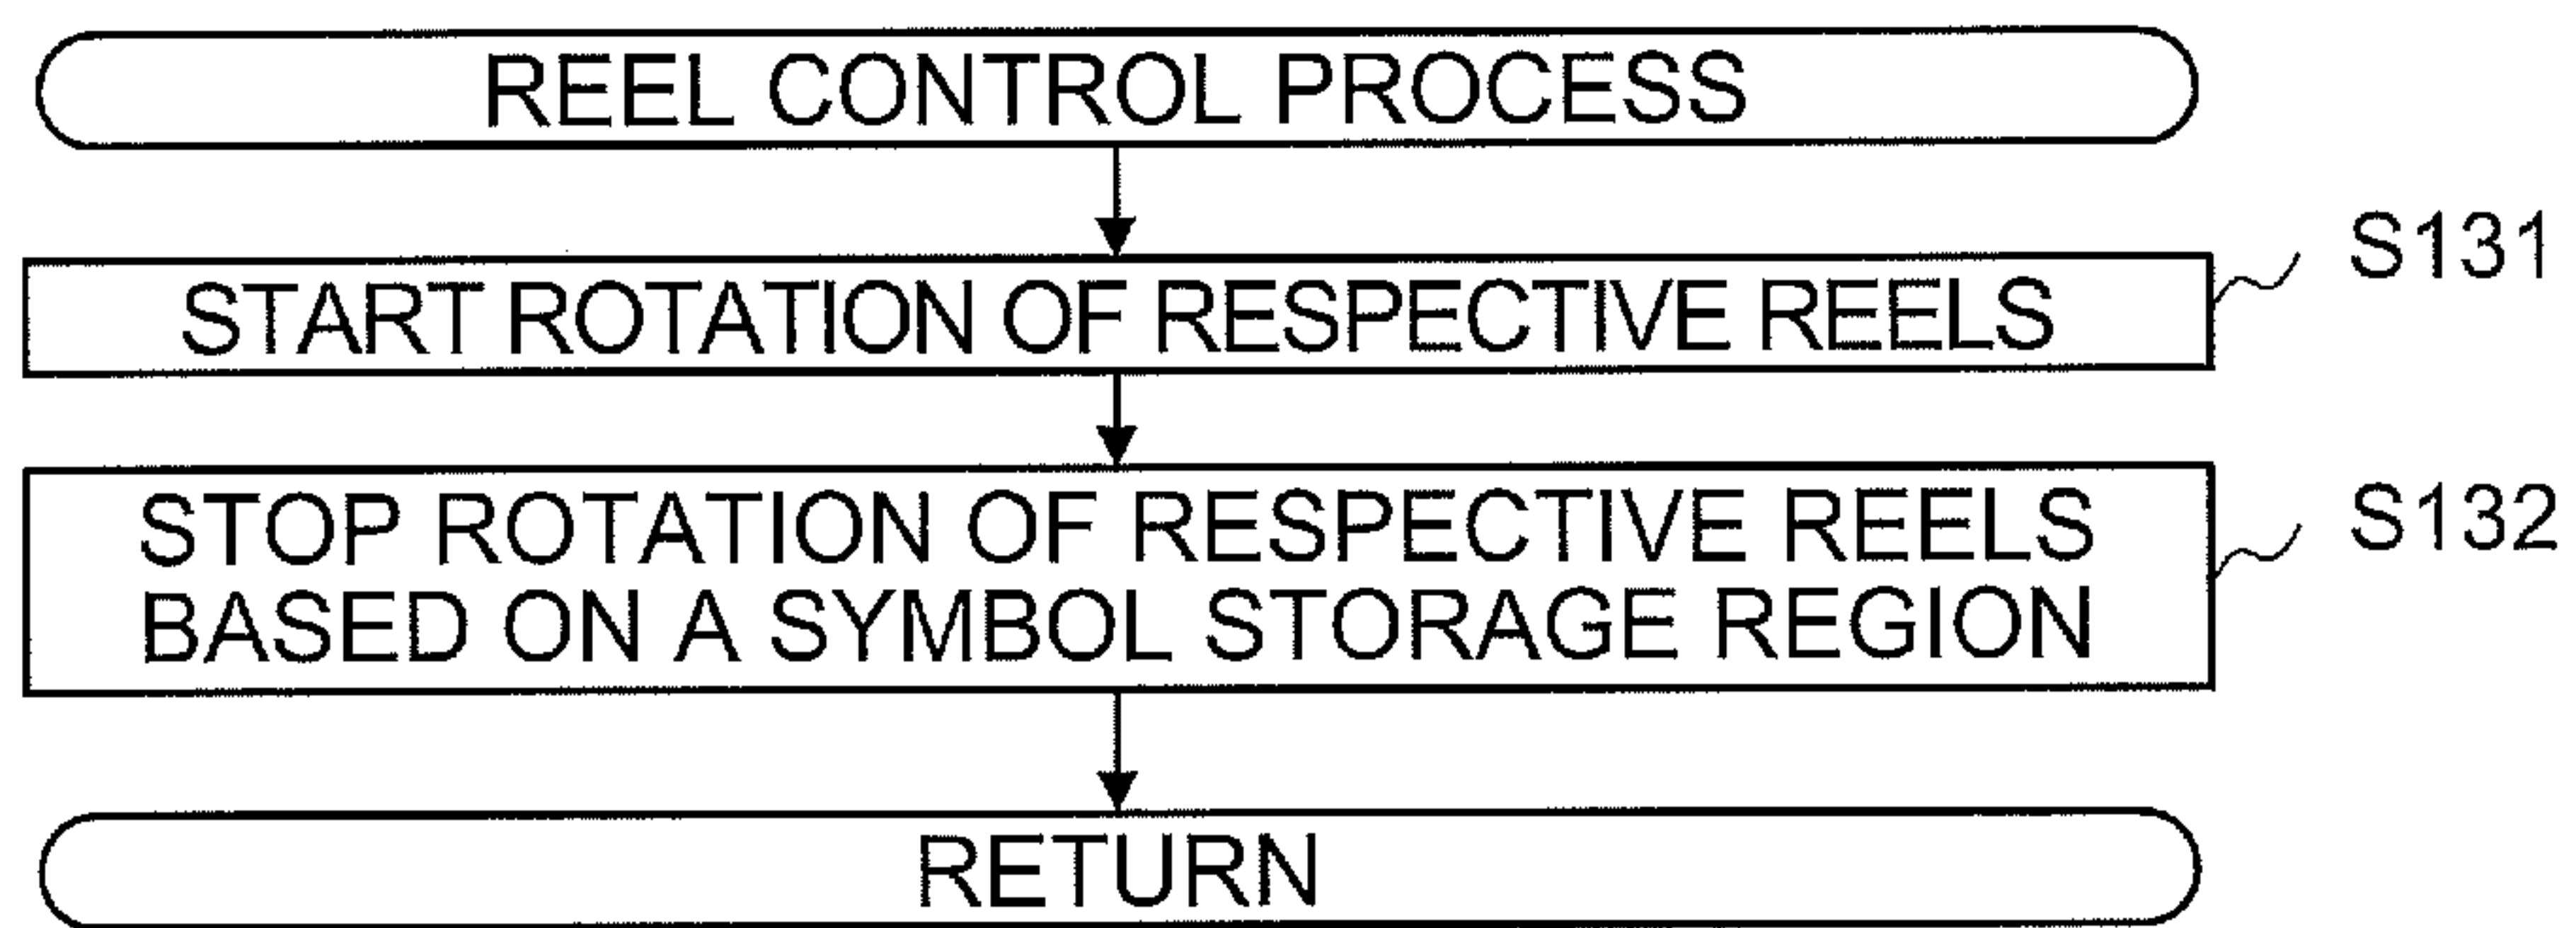 REEL CONTROL PROCESS
START ROTATION OF RESPECTIVE REELS
S131
STOP ROTATION OF RESPECTIVE REELS
BASED ON A SYMBOL STORAGE REGION
S132
RETURN